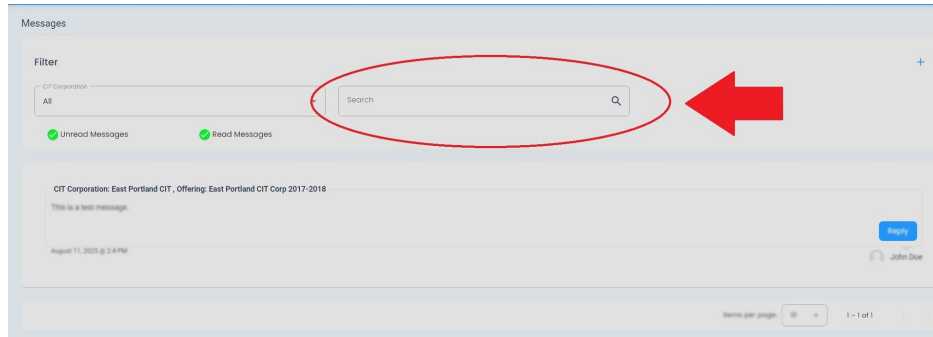 Messages
Filter
+
CIT Corporation
All
Search
Unread Messages
Read Messages
CIT Corporation: East Portland CIT , Offering: East Portland CIT Corp 2017-2018
This is a test message.
Reply
August 11, 2025 @ 2:4 PM
John Doe
Items per page: 10
1 – 1 of 1